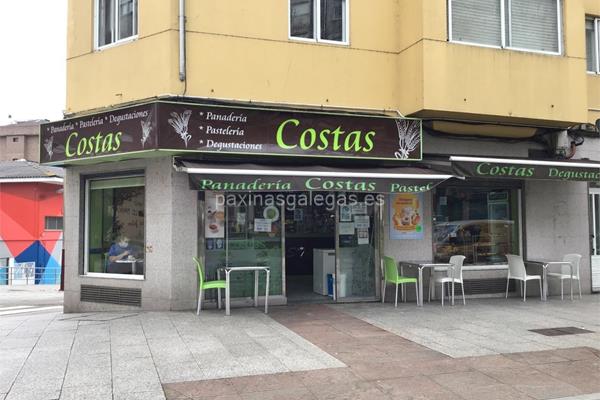 * Panadería * Pastelería * Degustaciones
Costas
* Panadería
* Pastelería
* Degustaciones
Costas
Panadería Costas Pastel
Costas Degustac
paxinasgalegas.es